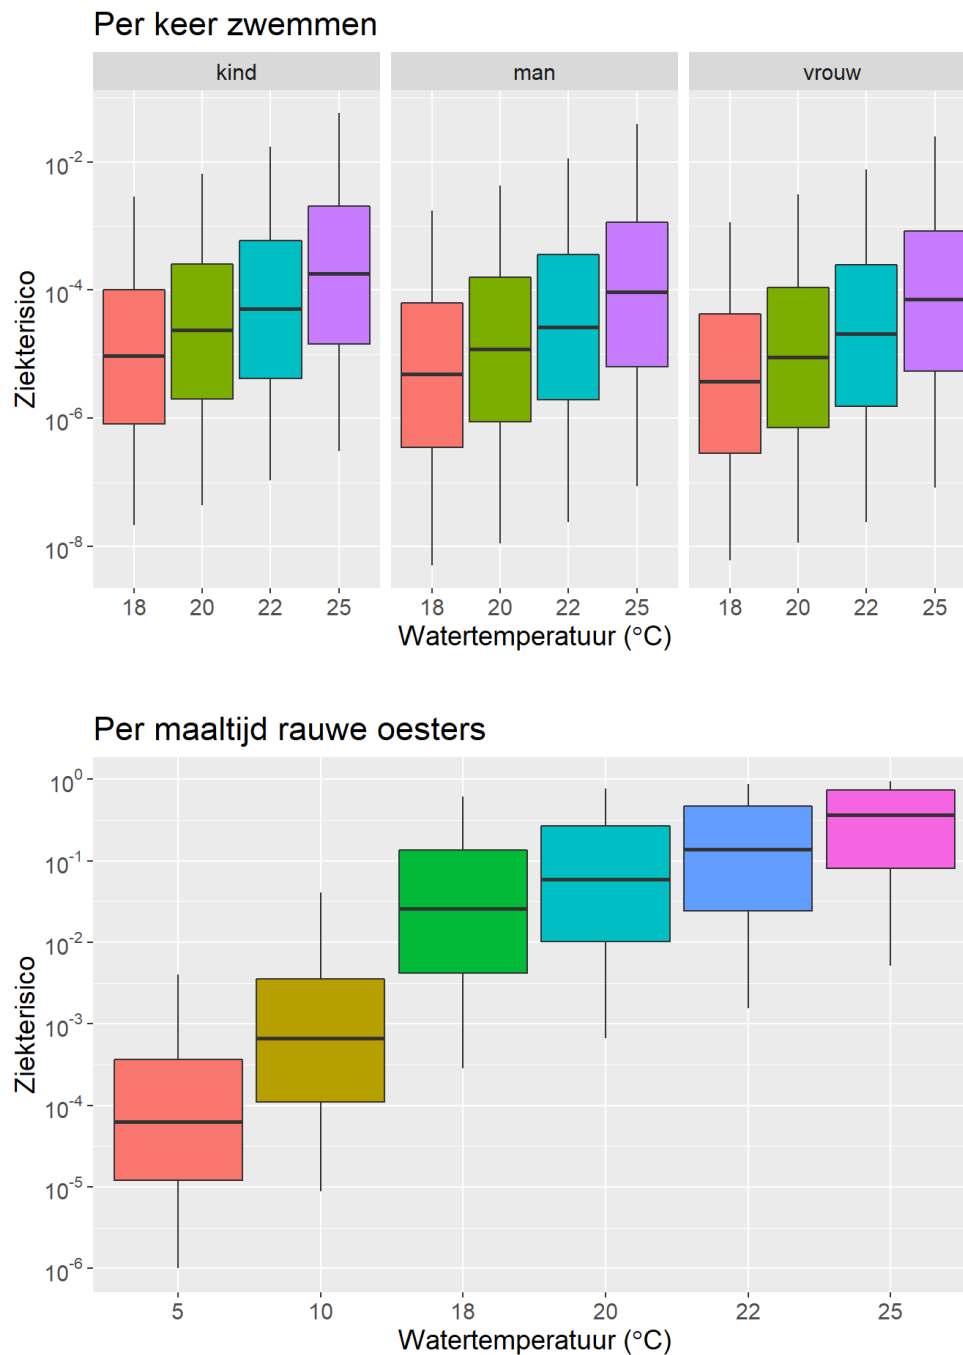 Per keer zwemmen
kind man vrouw
Ziekterisico
10^-2
10^-4
10^-6
10^-8
18 20 22 25 18 20 22 25 18 20 22 25
Watertemperatuur (°C)
Per maaltijd rauwe oesters
Ziekterisico
10^0
10^-1
10^-2
10^-3
10^-4
10^-5
10^-6
5 10 18 20 22 25
Watertemperatuur (°C)